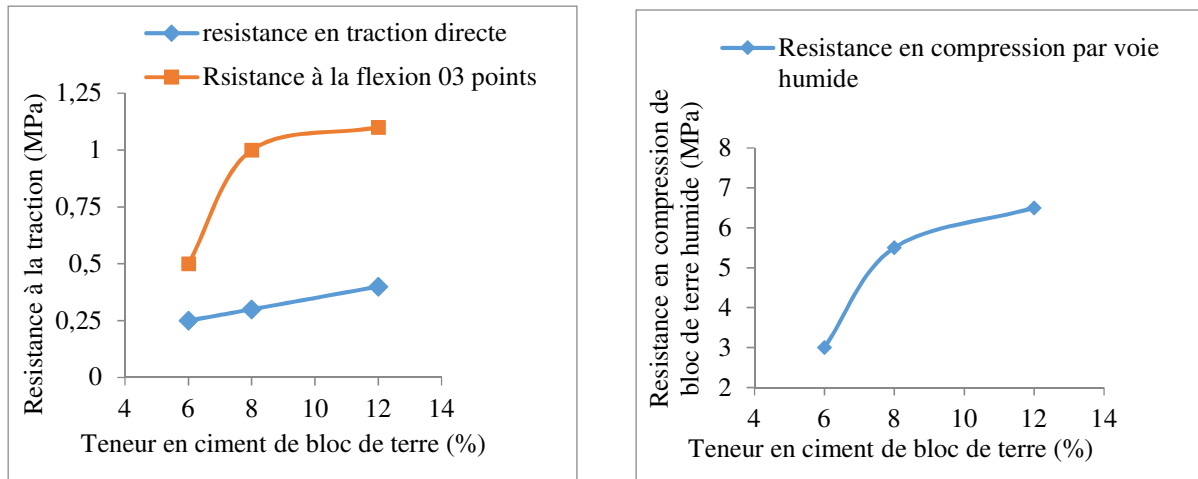 resistance en traction directe
Rsistance à la flexion 03 points
Resistance à la traction (MPa)
1,25
1
0,75
0,5
0,25
0
4 6 8 10 12 14
Teneur en ciment de bloc de terre (%)
Resistance en compression par voie
humide
Resistance en compression de
bloc de terre humide (MPa)
8
7
6
5
4
3
2
4 6 8 10 12 14
Teneur en ciment de bloc de terre (%)